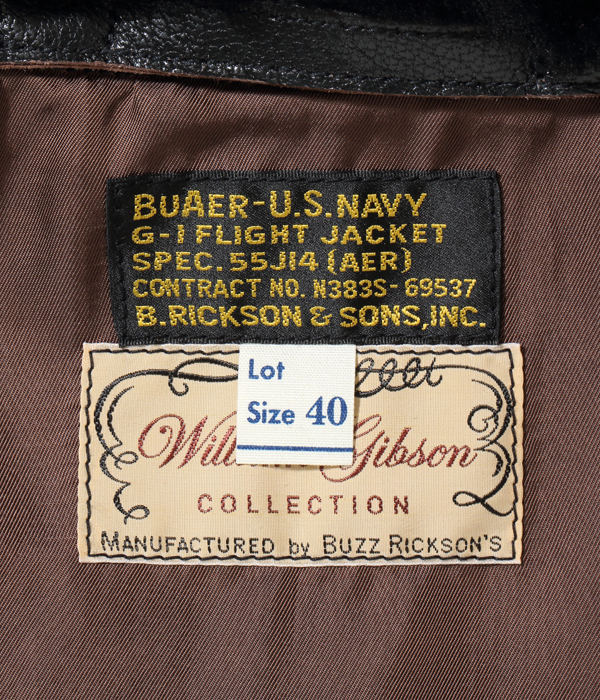 BUAER-U.S.NAVY
G-1 FLIGHT JACKET
SPEC. 55J14 (AER)
CONTRACT NO. N383S-69537
B.RICKSON & SONS,INC.
Lot
Size 40
Will Gibson
COLLECTION
MANUFACTURED by BUZZ RICKSON'S